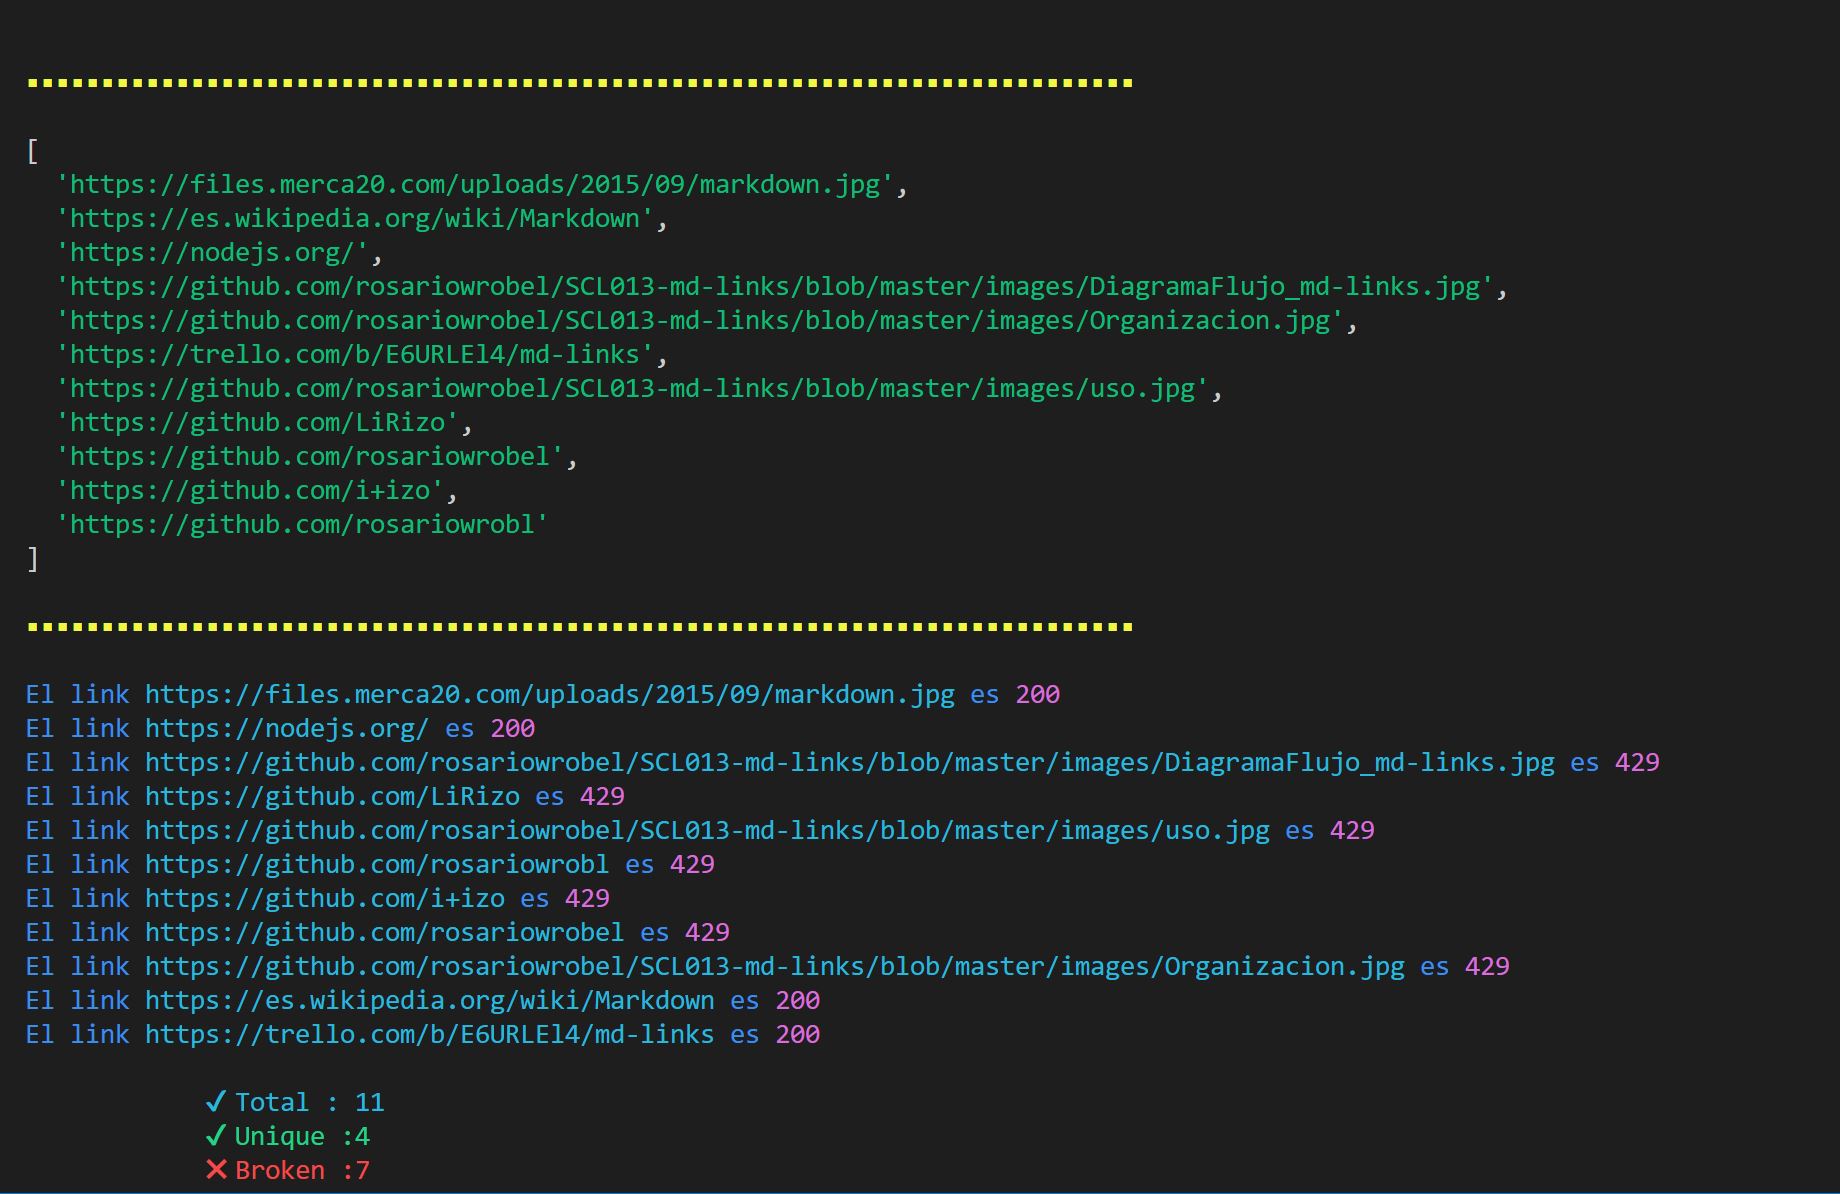 [
'https://files.merca20.com/uploads/2015/09/markdown.jpg',
'https://es.wikipedia.org/wiki/Markdown',
'https://nodejs.org/',
'https://github.com/rosariowrobel/SCL013-md-links/blob/master/images/DiagramaFlujo_md-links.jpg',
'https://github.com/rosariowrobel/SCL013-md-links/blob/master/images/Organizacion.jpg',
'https://trello.com/b/E6URLEl4/md-links',
'https://github.com/rosariowrobel/SCL013-md-links/blob/master/images/uso.jpg',
'https://github.com/LiRizo',
'https://github.com/rosariowrobel',
'https://github.com/i+izo',
'https://github.com/rosariowrobl'
]
El link https://files.merca20.com/uploads/2015/09/markdown.jpg es 200
El link https://nodejs.org/ es 200
El link https://github.com/rosariowrobel/SCL013-md-links/blob/master/images/DiagramaFlujo_md-links.jpg es 429
El link https://github.com/LiRizo es 429
El link https://github.com/rosariowrobel/SCL013-md-links/blob/master/images/uso.jpg es 429
El link https://github.com/rosariowrobl es 429
El link https://github.com/i+izo es 429
El link https://github.com/rosariowrobel es 429
El link https://github.com/rosariowrobel/SCL013-md-links/blob/master/images/Organizacion.jpg es 429
El link https://es.wikipedia.org/wiki/Markdown es 200
El link https://trello.com/b/E6URLEl4/md-links es 200
✓ Total : 11
✓ Unique :4
✕ Broken :7